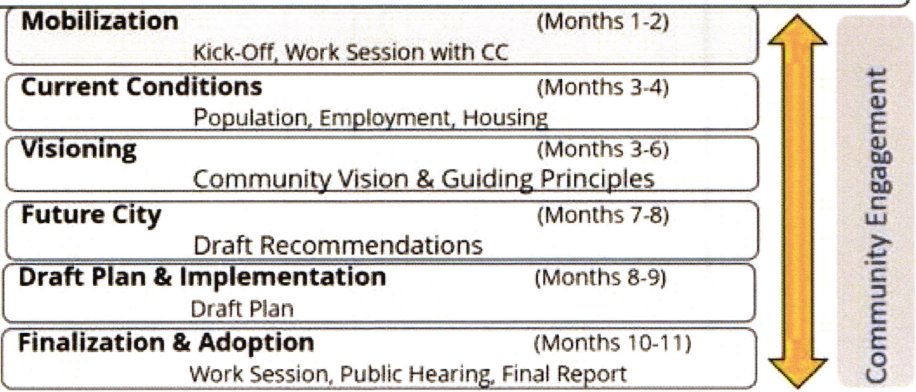 Mobilization (Months 1-2)
Kick-Off, Work Session with CC
Current Conditions (Months 3-4)
Population, Employment, Housing
Visioning (Months 3-6)
Community Vision & Guiding Principles
Future City (Months 7-8)
Draft Recommendations
Draft Plan & Implementation (Months 8-9)
Draft Plan
Finalization & Adoption (Months 10-11)
Work Session, Public Hearing, Final Report
Community Engagement